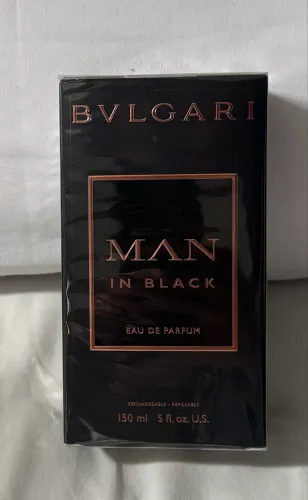 BVLGARI
MAN
IN BLACK
EAU DE PARFUM
RECHARGEABLE - REFILLABLE
150 ml 5 fl. oz. U.S.